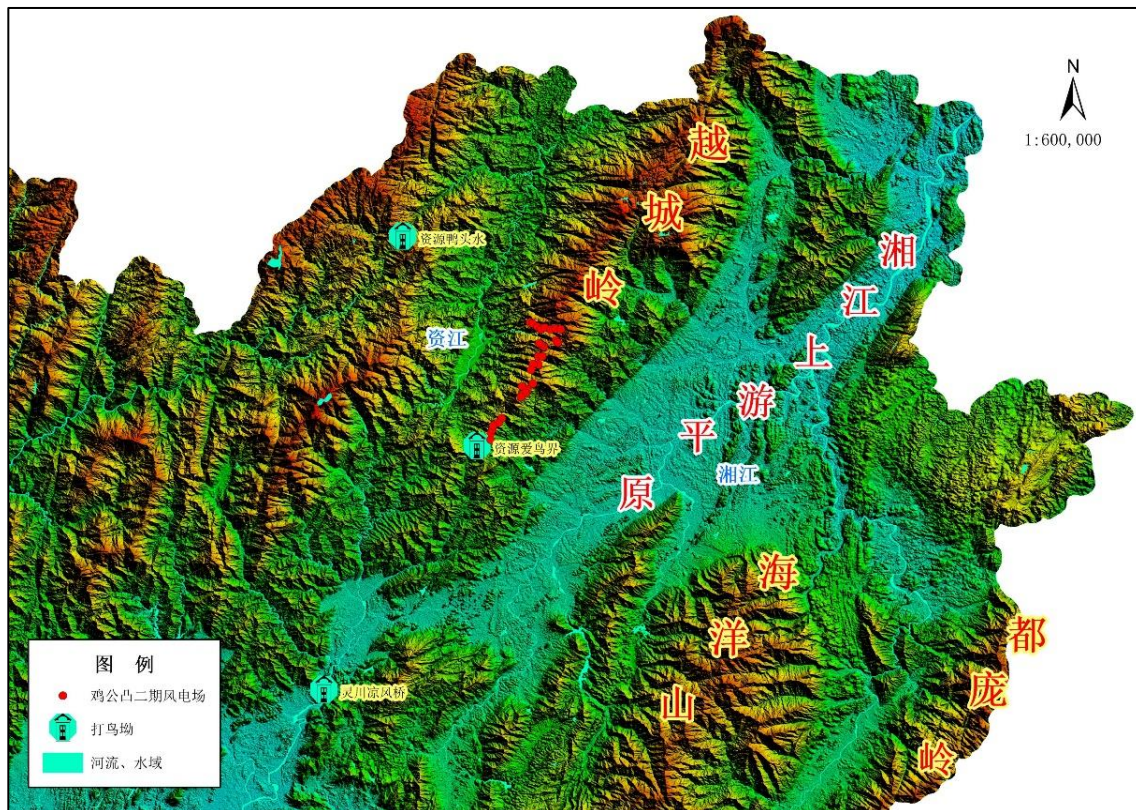 N
1:600,000
越城岭
湘江上游平原
资源鸭头水
资江
资源爱鸟界
湘江
海洋山
都庞岭
灵川凉风桥
图 例
鸡公凸二期风电场
打鸟坳
河流、水域